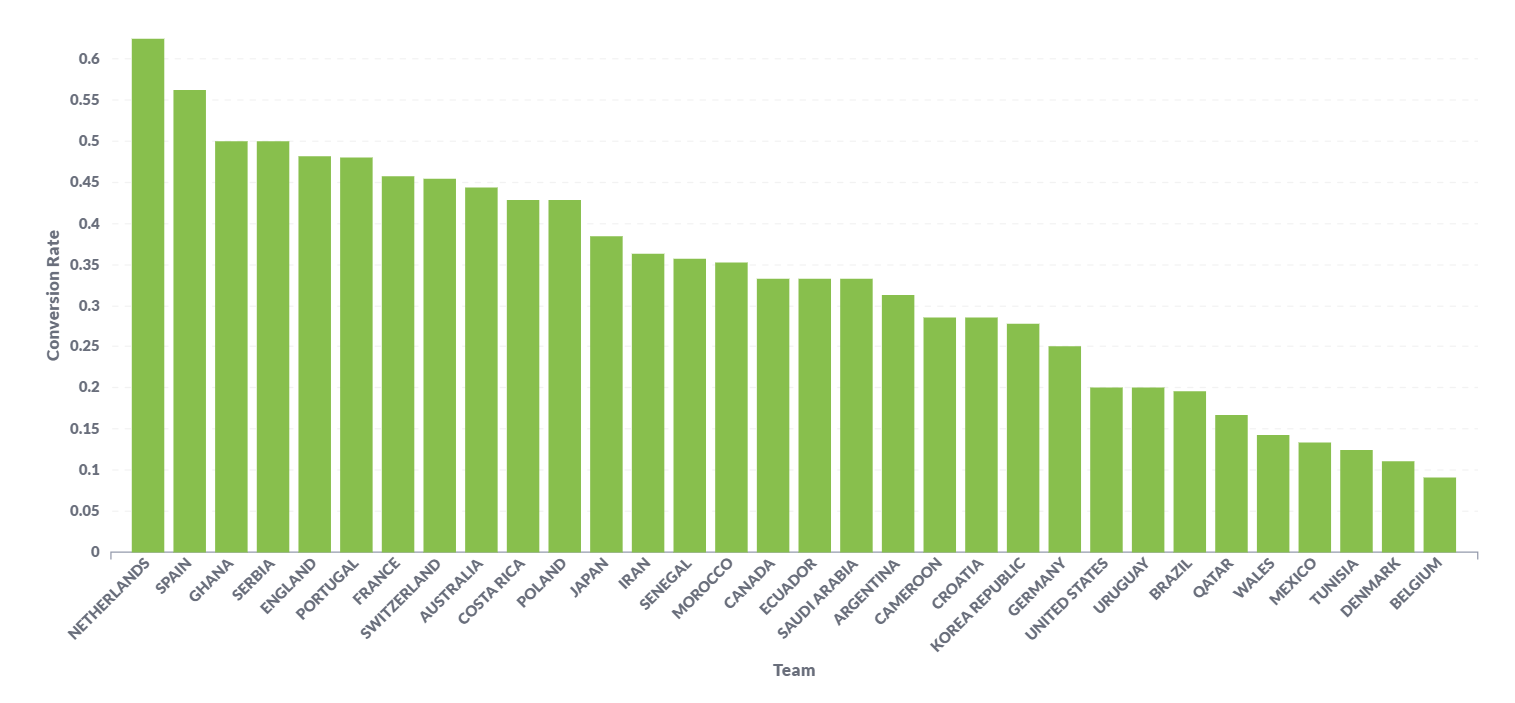 0.6
0.55
0.5
0.45
0.4
0.35
0.3
0.25
0.2
0.15
0.1
0.05
0
Conversion Rate
NETHERLANDS
SPAIN
GHANA
SERBIA
ENGLAND
PORTUGAL
FRANCE
SWITZERLAND
AUSTRALIA
COSTA RICA
POLAND
JAPAN
IRAN
SENEGAL
MOROCCO
CANADA
ECUADOR
SAUDI ARABIA
ARGENTINA
CAMEROON
CROATIA
KOREA REPUBLIC
GERMANY
UNITED STATES
URUGUAY
BRAZIL
QATAR
WALES
MEXICO
TUNISIA
DENMARK
BELGIUM
Team